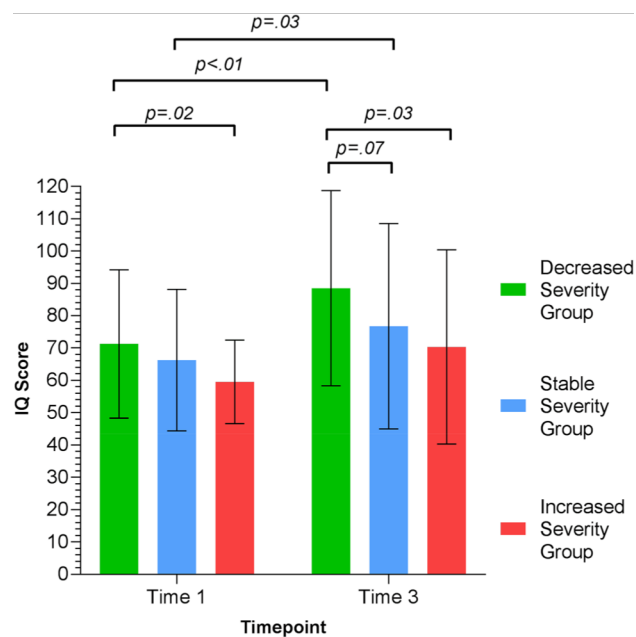 p=.03
p<.01
p=.02
p=.03
p=.07
120
110
100
90
80
70
60
50
40
30
20
10
0
IQ Score
Time 1
Time 3
Timepoint
Decreased
Severity
Group
Stable
Severity
Group
Increased
Severity
Group